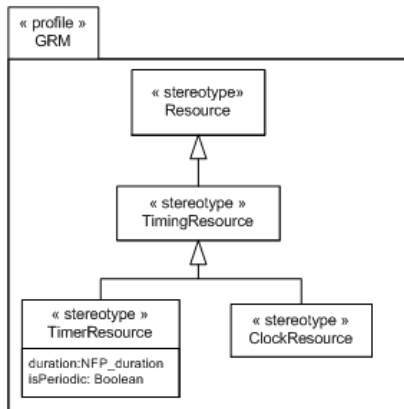 « profile »
GRM
« stereotype»
Resource
« stereotype »
TimingResource
« stereotype »
TimerResource
duration:NFP_duration
isPeriodic: Boolean
« stereotype »
ClockResource